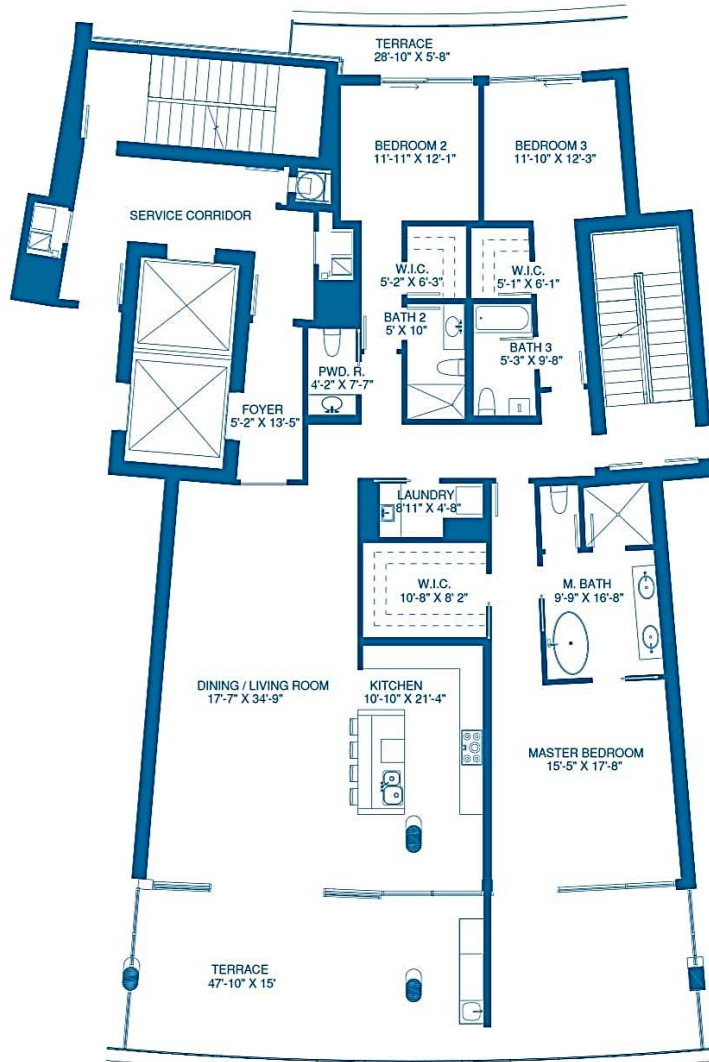 TERRACE
28'-10" X 5'-8"
BEDROOM 2
11'-11" X 12'-1"
BEDROOM 3
11'-10" X 12'-3"
SERVICE CORRIDOR
W.I.C.
5'-2" X 6'-3"
W.I.C.
5'-1" X 6'-1"
BATH 2
5' X 10"
BATH 3
5'-3" X 9'-8"
PWD. R.
4'-2" X 7'-7"
FOYER
5'-2" X 13'-5"
LAUNDRY
8'11" X 4'-8"
W.I.C.
10'-8" X 8' 2"
M. BATH
9'-9" X 16'-8"
DINING / LIVING ROOM
17'-7" X 34'-9"
KITCHEN
10'-10" X 21'-4"
MASTER BEDROOM
15'-5" X 17'-8"
TERRACE
47'-10" X 15'